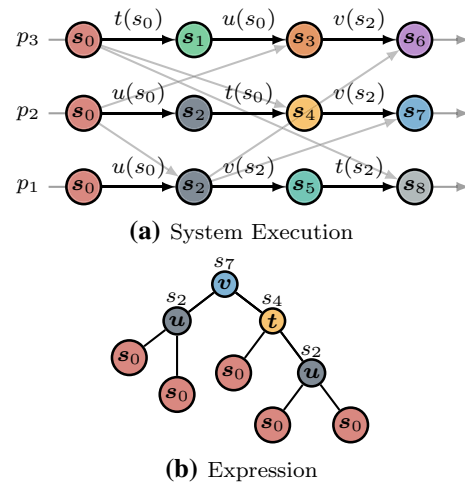 t(s₀) u(s₀) v(s₂)
p₃ s₀ s₁ s₃ s₆
u(s₀) t(s₀) v(s₂)
p₂ s₀ s₂ s₄ s₇
u(s₀) v(s₂) t(s₂)
p₁ s₀ s₂ s₅ s₈
(a) System Execution
s₇
v
s₂ s₄
u t
s₂
s₀ s₀ u
s₀
s₀ s₀
(b) Expression